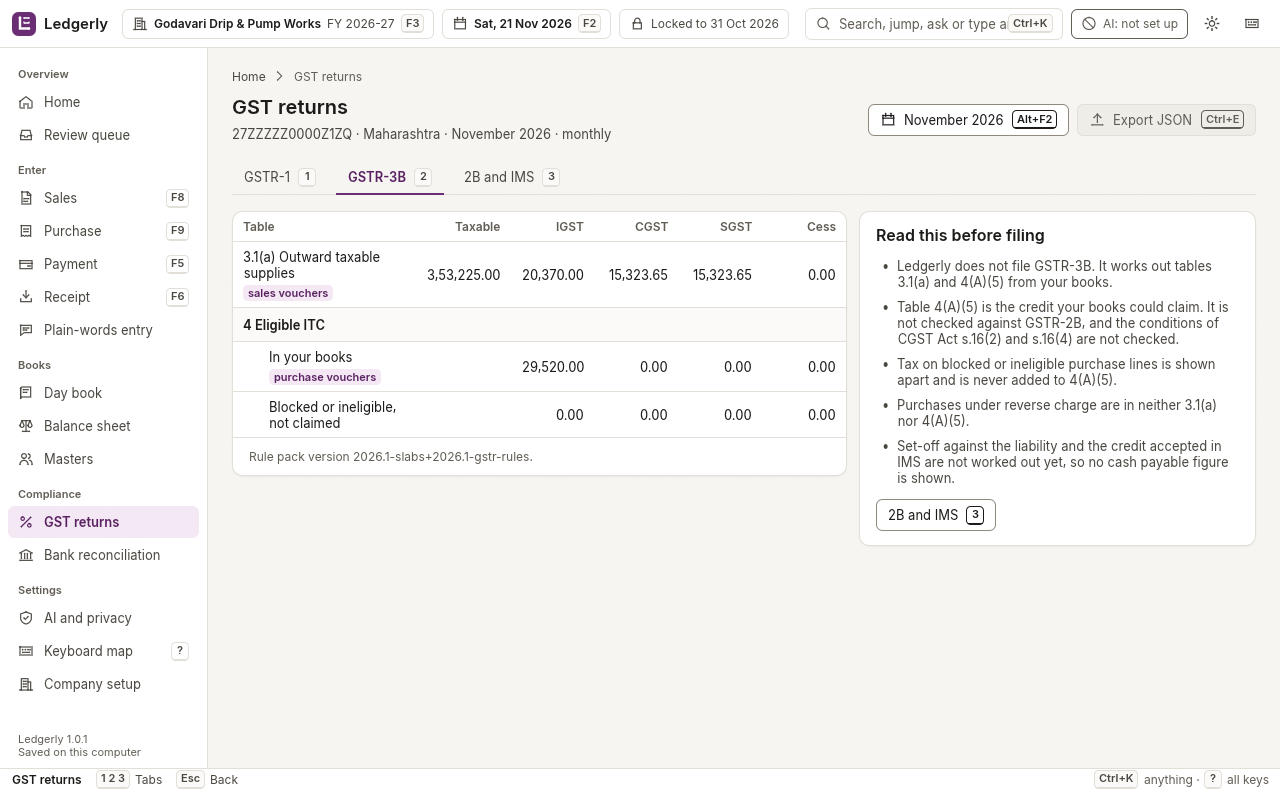 Ledgerly
Godavari Drip & Pump Works FY 2026-27 F3
Sat, 21 Nov 2026 F2
Locked to 31 Oct 2026
Search, jump, ask or type a Ctrl+K
AI: not set up
Overview
Home
Review queue
Enter
Sales F8
Purchase F9
Payment F5
Receipt F6
Plain-words entry
Books
Day book
Balance sheet
Masters
Compliance
GST returns
Bank reconciliation
Settings
AI and privacy
Keyboard map ?
Company setup
Ledgerly 1.0.1
Saved on this computer
Home > GST returns
GST returns
27ZZZZZ0000Z1ZQ · Maharashtra · November 2026 · monthly
November 2026 Alt+F2
Export JSON Ctrl+E
GSTR-1 1 GSTR-3B 2 2B and IMS 3
Table Taxable IGST CGST SGST Cess
3.1(a) Outward taxable
supplies 3,53,225.00 20,370.00 15,323.65 15,323.65 0.00
sales vouchers
4 Eligible ITC
In your books 29,520.00 0.00 0.00 0.00
purchase vouchers
Blocked or ineligible,
not claimed 0.00 0.00 0.00 0.00
Rule pack version 2026.1-slabs+2026.1-gstr-rules.
Read this before filing
• Ledgerly does not file GSTR-3B. It works out tables
3.1(a) and 4(A)(5) from your books.
• Table 4(A)(5) is the credit your books could claim. It is
not checked against GSTR-2B, and the conditions of
CGST Act s.16(2) and s.16(4) are not checked.
• Tax on blocked or ineligible purchase lines is shown
apart and is never added to 4(A)(5).
• Purchases under reverse charge are in neither 3.1(a)
nor 4(A)(5).
• Set-off against the liability and the credit accepted in
IMS are not worked out yet, so no cash payable figure
is shown.
2B and IMS 3
GST returns 1 2 3 Tabs Esc Back
Ctrl+K anything · ? all keys